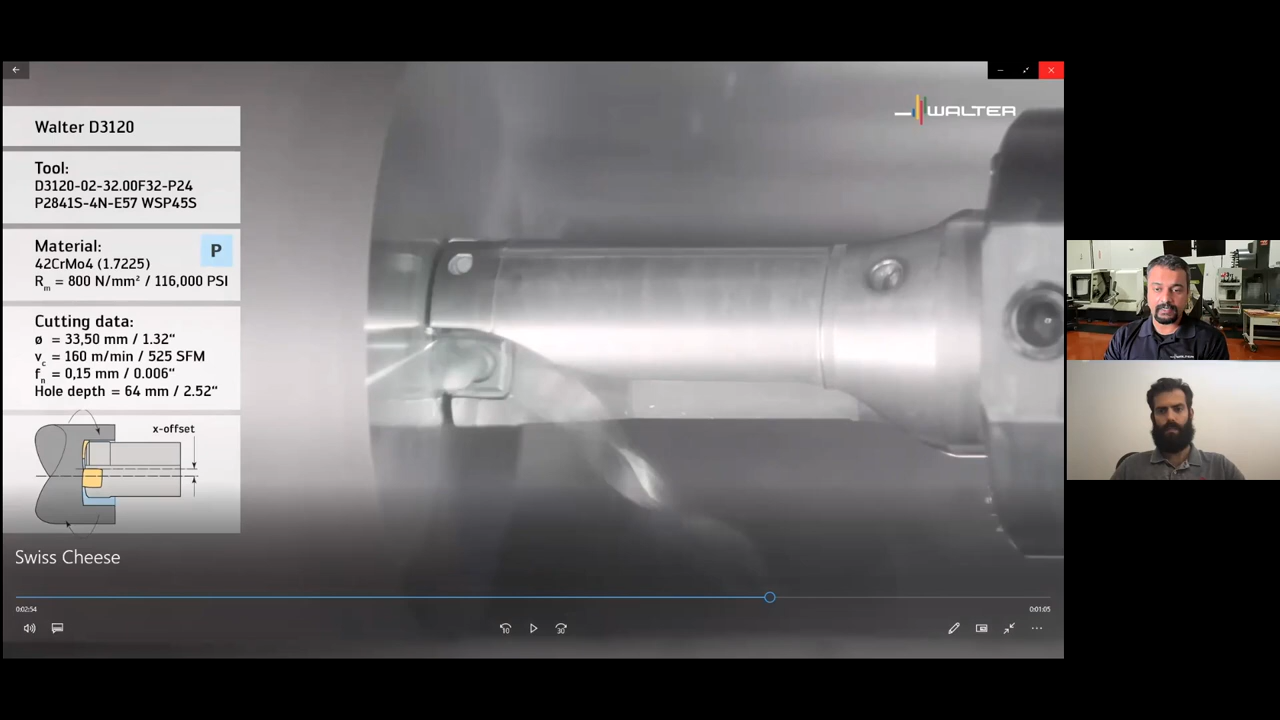 WALTER
Walter D3120
Tool:
D3120-02-32.00F32-P24
P2841S-4N-E57 WSP45S
Material:
P
42CrMo4 (1.7225)
Rm = 800 N/mm² / 116,000 PSI
Cutting data:
ø = 33,50 mm / 1.32“
vc = 160 m/min / 525 SFM
fn = 0,15 mm / 0.006“
Hole depth = 64 mm / 2.52“
x-offset
Swiss Cheese
0:02:54
0:01:05
10
30